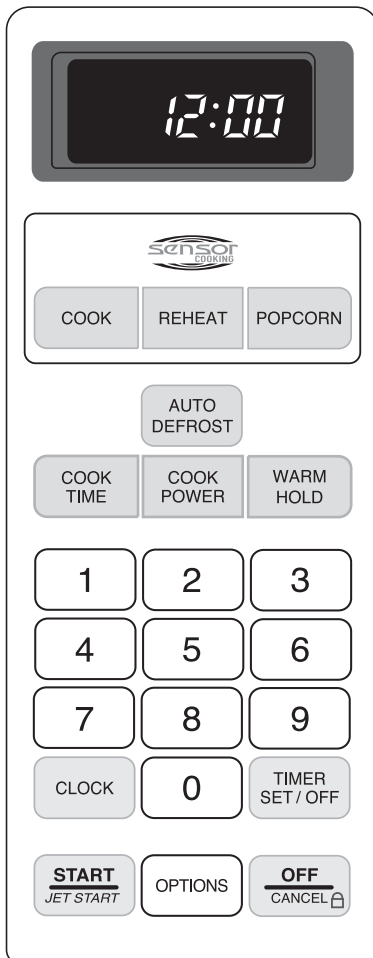 12:00
sensor
COOKING
COOK REHEAT POPCORN
AUTO
DEFROST
COOK
TIME
COOK
POWER
WARM
HOLD
1 2 3
4 5 6
7 8 9
CLOCK 0 TIMER
SET / OFF
START
JET START
OPTIONS
OFF
CANCEL